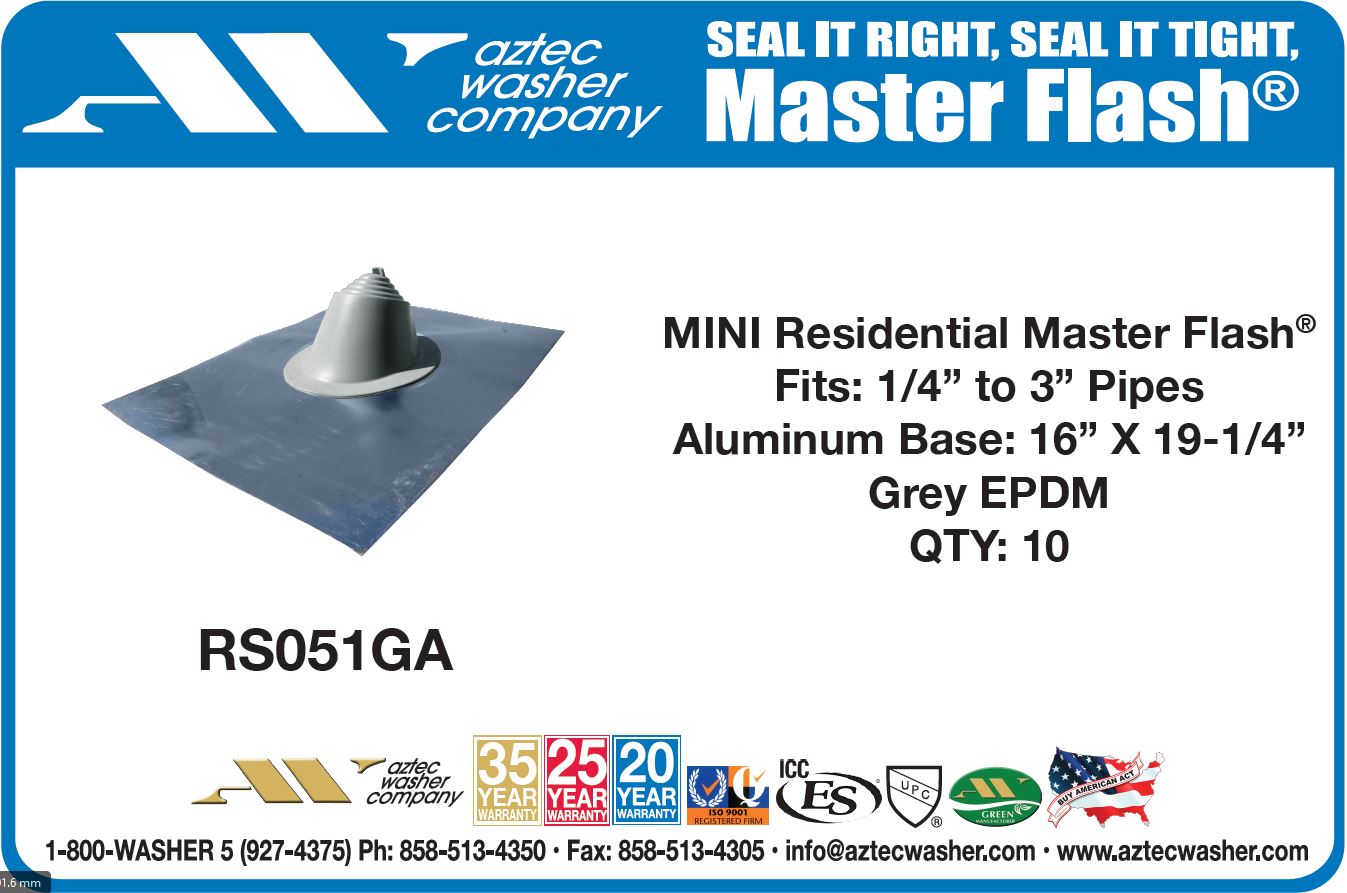 aztec
washer
company
SEAL IT RIGHT, SEAL IT TIGHT,
Master Flash®
MINI Residential Master Flash®
Fits: 1/4” to 3” Pipes
Aluminum Base: 16” X 19-1/4”
Grey EPDM
QTY: 10
RS051GA
aztec
washer
company
35
YEAR
WARRANTY
25
YEAR
WARRANTY
20
YEAR
WARRANTY
ISO 9001
REGISTERED FIRM
ICC
ES
UPC
®
GREEN
MANUFACTURER
BUY AMERICAN ACT
1-800-WASHER 5 (927-4375) Ph: 858-513-4350 · Fax: 858-513-4305 · info@aztecwasher.com · www.aztecwasher.com